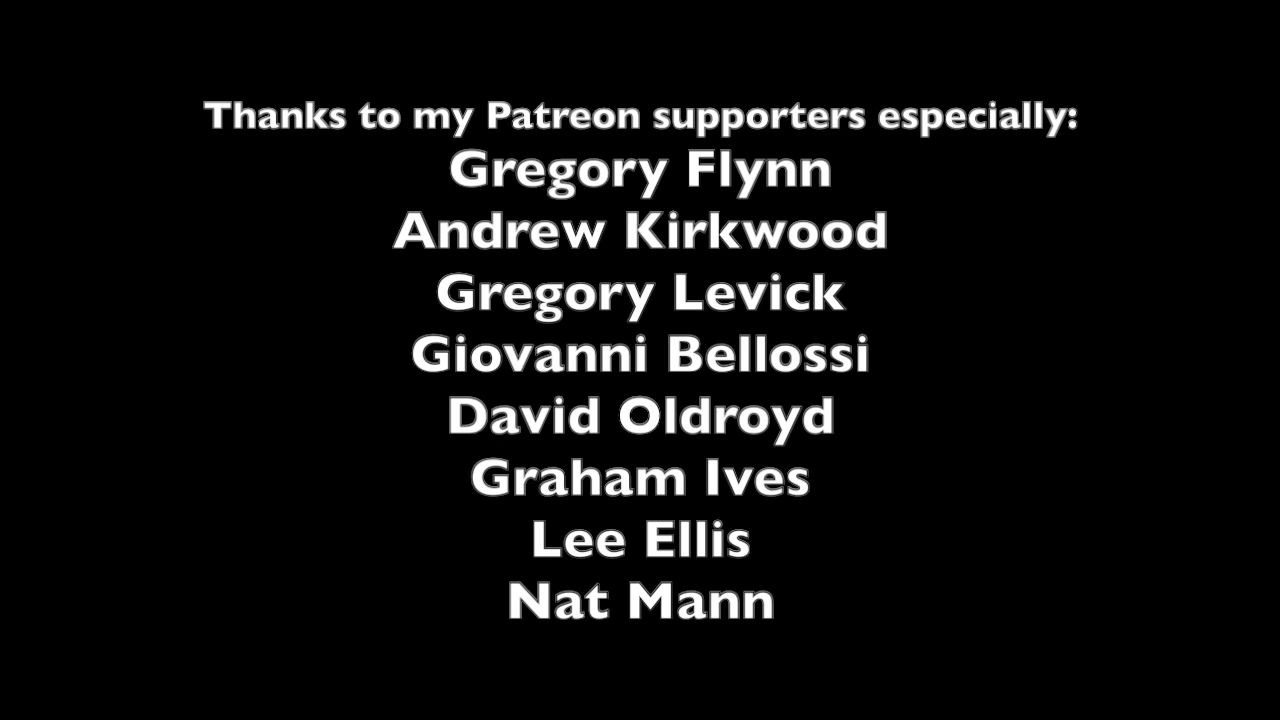 Thanks to my Patreon supporters especially:
Gregory Flynn
Andrew Kirkwood
Gregory Levick
Giovanni Bellossi
David Oldroyd
Graham Ives
Lee Ellis
Nat Mann